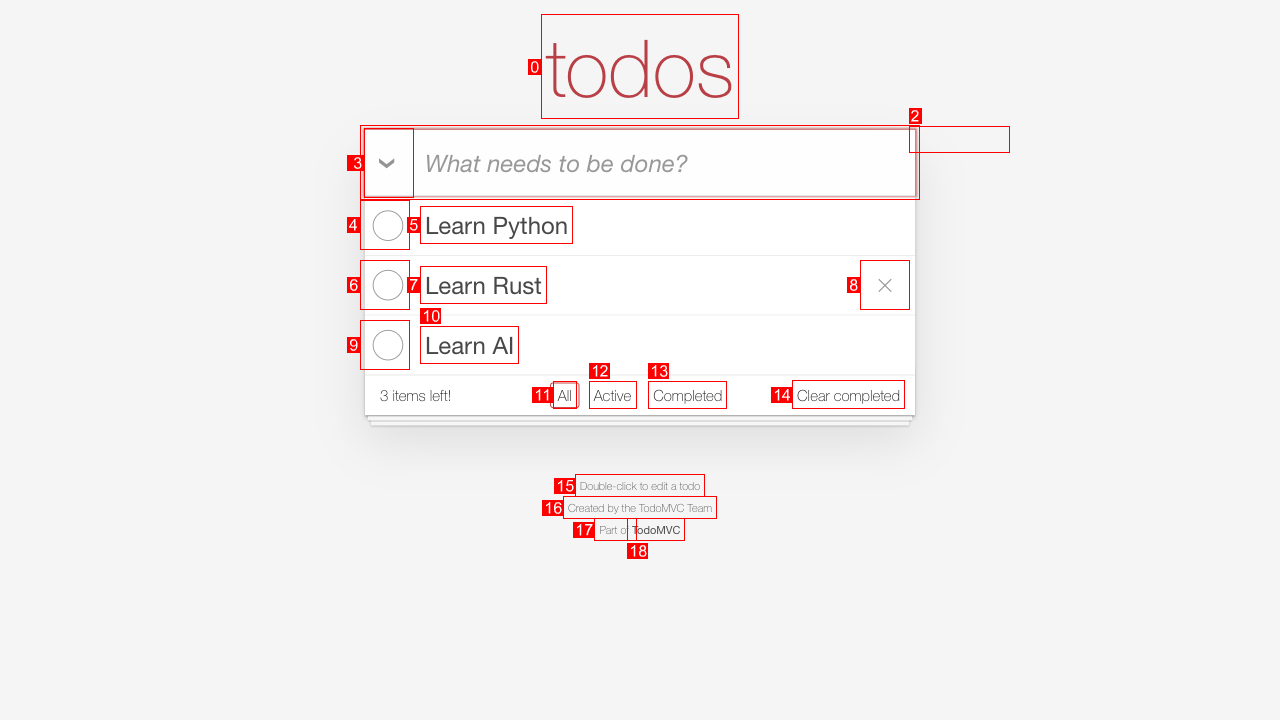 0
todos
2
3
❯
What needs to be done?
4
5
Learn Python
6
7
Learn Rust
8
×
10
9
Learn AI
12
13
3 items left!
11
All
Active
Completed
14
Clear completed
15
Double-click to edit a todo
16
Created by the TodoMVC Team
17
Part of TodoMVC
18